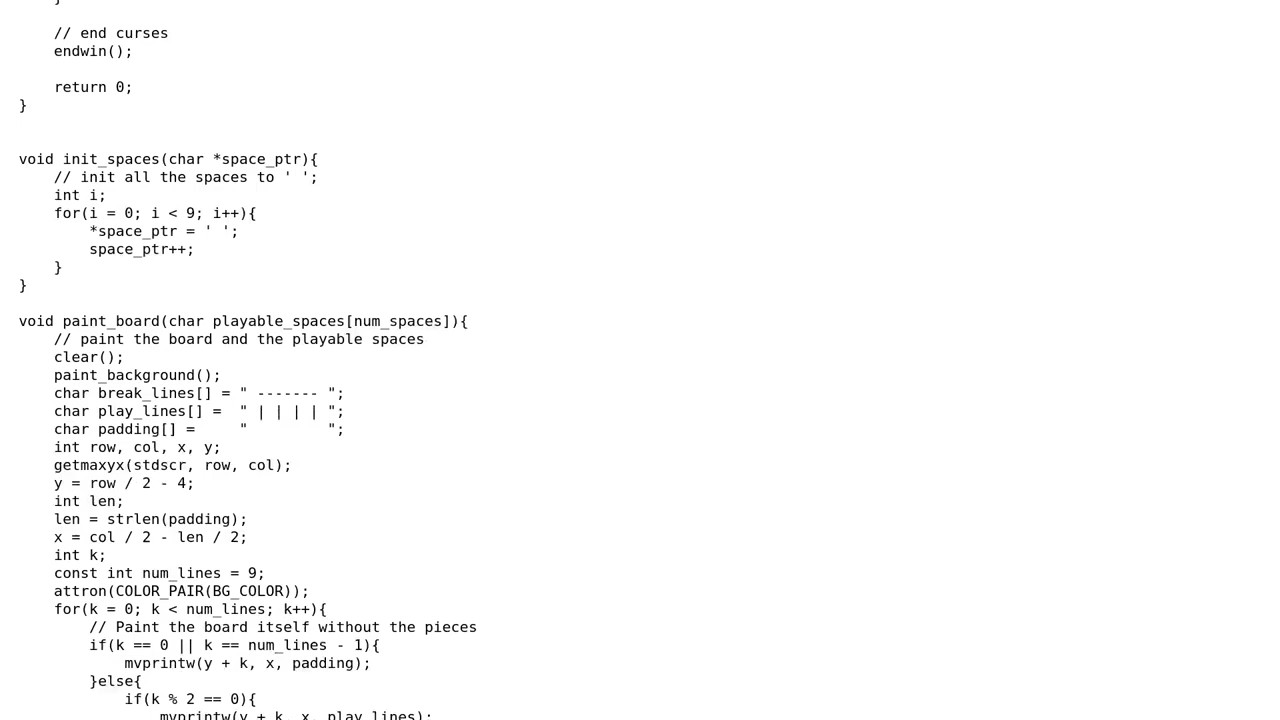 }
    // end curses
    endwin();
    return 0;
}
void init_spaces(char *space_ptr){
    // init all the spaces to ' ';
    int i;
    for(i = 0; i < 9; i++){
        *space_ptr = ' ';
        space_ptr++;
    }
}
void paint_board(char playable_spaces[num_spaces]){
    // paint the board and the playable spaces
    clear();
    paint_background();
    char break_lines[] = " ------- ";
    char play_lines[] =  " | | | | ";
    char padding[] =     "         ";
    int row, col, x, y;
    getmaxyx(stdscr, row, col);
    y = row / 2 - 4;
    int len;
    len = strlen(padding);
    x = col / 2 - len / 2;
    int k;
    const int num_lines = 9;
    attron(COLOR_PAIR(BG_COLOR));
    for(k = 0; k < num_lines; k++){
        // Paint the board itself without the pieces
        if(k == 0 || k == num_lines - 1){
            mvprintw(y + k, x, padding);
        }else{
            if(k % 2 == 0){
                mvprintw(y + k, x, play_lines);